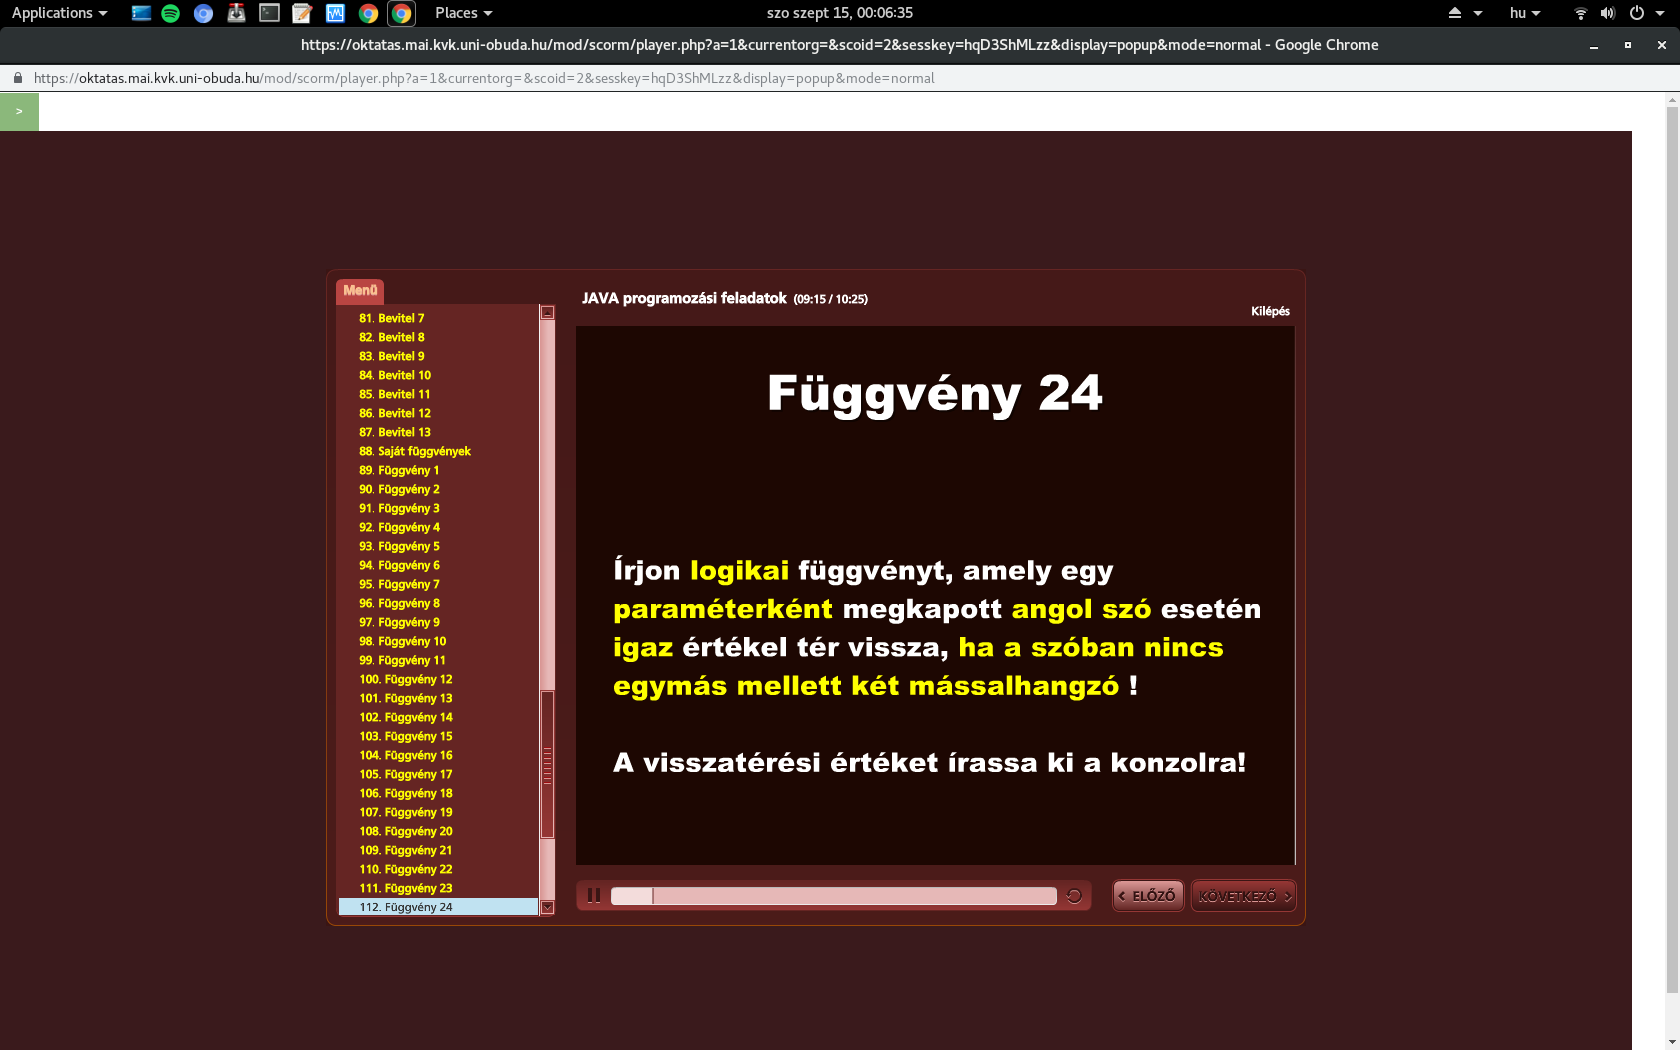 Applications
Places
szo szept 15, 00:06:35
hu
https://oktatas.mai.kvk.uni-obuda.hu/mod/scorm/player.php?a=1&currentorg=&scoid=2&sesskey=hqD3ShMLzz&display=popup&mode=normal - Google Chrome
https://oktatas.mai.kvk.uni-obuda.hu/mod/scorm/player.php?a=1&currentorg=&scoid=2&sesskey=hqD3ShMLzz&display=popup&mode=normal
>
Menü
81. Bevitel 7
82. Bevitel 8
83. Bevitel 9
84. Bevitel 10
85. Bevitel 11
86. Bevitel 12
87. Bevitel 13
88. Saját függvények
89. Függvény 1
90. Függvény 2
91. Függvény 3
92. Függvény 4
93. Függvény 5
94. Függvény 6
95. Függvény 7
96. Függvény 8
97. Függvény 9
98. Függvény 10
99. Függvény 11
100. Függvény 12
101. Függvény 13
102. Függvény 14
103. Függvény 15
104. Függvény 16
105. Függvény 17
106. Függvény 18
107. Függvény 19
108. Függvény 20
109. Függvény 21
110. Függvény 22
111. Függvény 23
112. Függvény 24
JAVA programozási feladatok (09:15 / 10:25)
Kilépés
Függvény 24
Írjon logikai függvényt, amely egy
paraméterként megkapott angol szó esetén
igaz értékel tér vissza, ha a szóban nincs
egymás mellett két mássalhangzó !
A visszatérési értéket írassa ki a konzolra!
< ELŐZŐ
KÖVETKEZŐ >